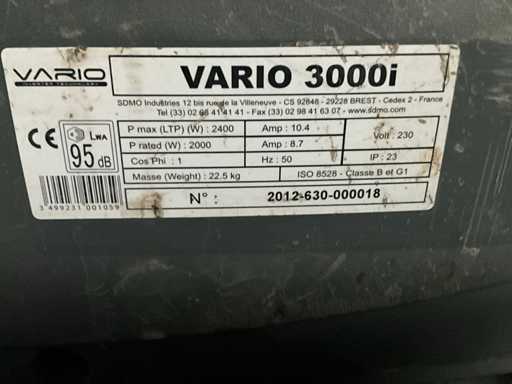 VARIO
INVERTER TECHNOLOGY
VARIO 3000i
SDMO Industries 12 bis rue de la Villeneuve - CS 92848 - 29228 BREST - Cedex 2 - France
Tel (33) 02 98 41 41 41 - Fax (33) 02 98 41 63 07 - www.sdmo.com
CE
LWA
95 dB
P max (LTP) (W) : 2400
Amp : 10.4
Volt : 230
P rated (W) : 2000
Amp : 8.7
Cos Phi : 1
Hz : 50
IP : 23
Masse (Weight) : 22.5 kg
ISO 8528 - Classe B et G1
N° :
2012-630-000018
3 499231 001059